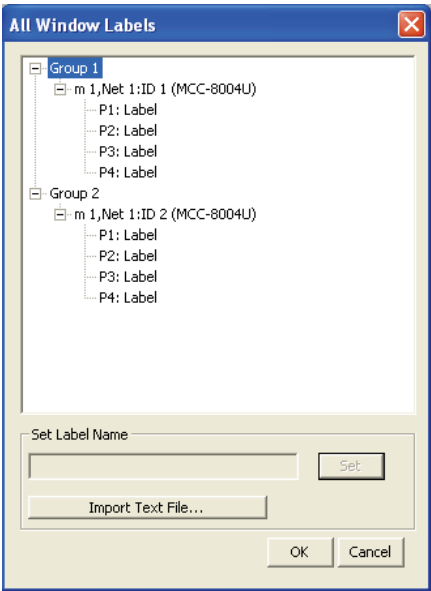 All Window Labels
Group 1
m 1,Net 1:ID 1 (MCC-8004U)
P1: Label
P2: Label
P3: Label
P4: Label
Group 2
m 1,Net 1:ID 2 (MCC-8004U)
P1: Label
P2: Label
P3: Label
P4: Label
Set Label Name
Set
Import Text File...
OK Cancel